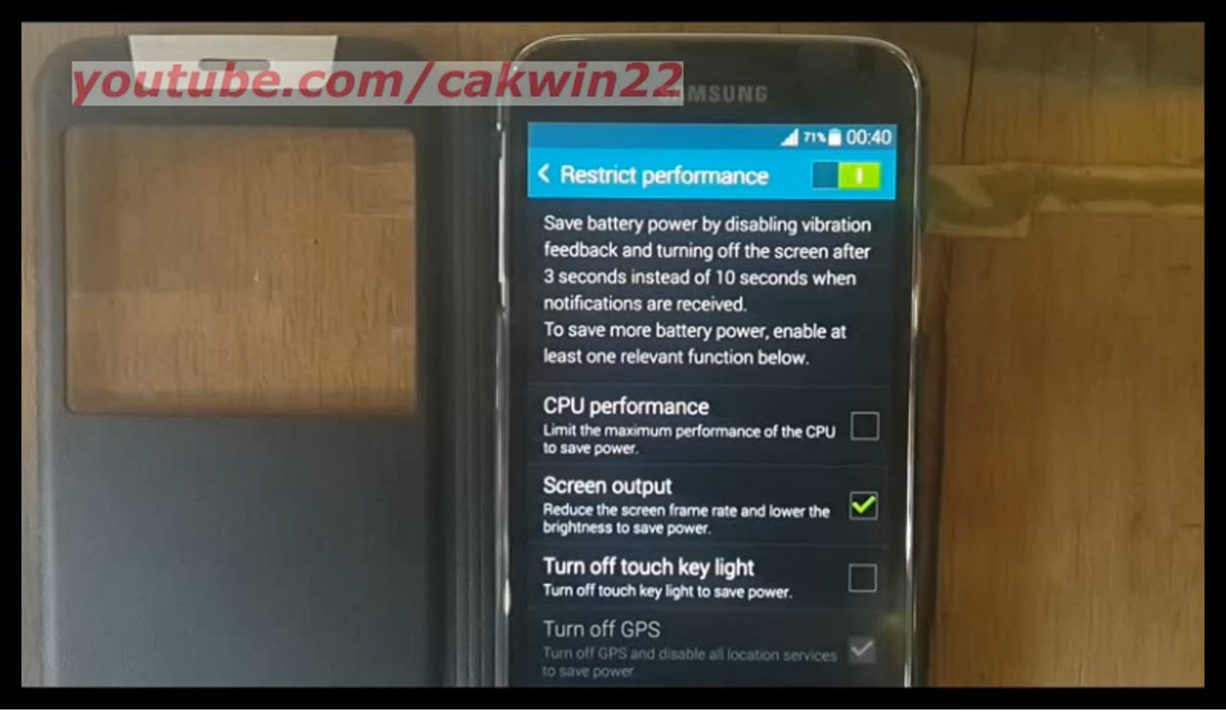 youtube.com/cakwin22
MSUNG
71% 00:40
Restrict performance
Save battery power by disabling vibration
feedback and turning off the screen after
3 seconds instead of 10 seconds when
notifications are received.
To save more battery power, enable at
least one relevant function below.
CPU performance
Limit the maximum performance of the CPU
to save power.
Screen output
Reduce the screen frame rate and lower the
brightness to save power.
Turn off touch key light
Turn off touch key light to save power.
Turn off GPS
Turn off GPS and disable all location services
to save power.